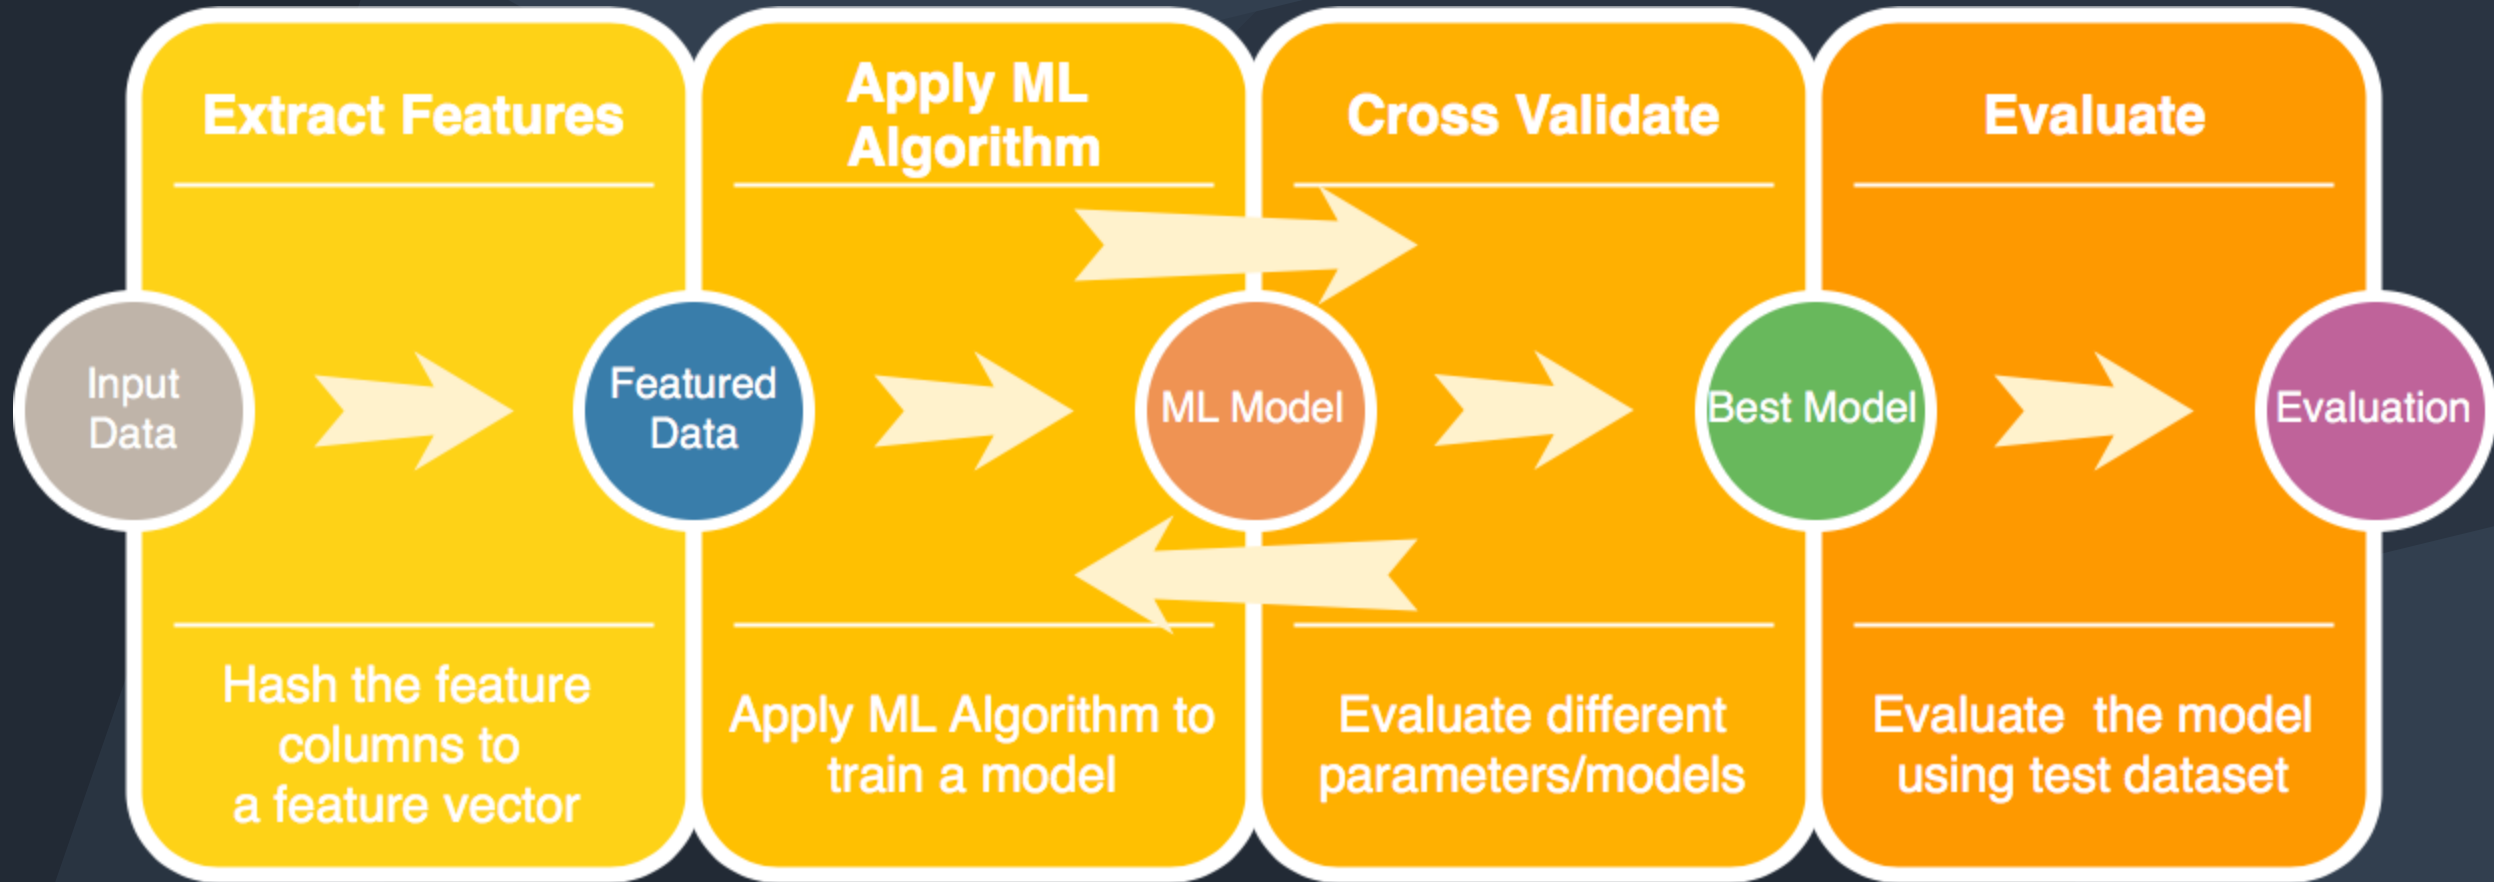 Extract Features
Apply ML
Algorithm
Cross Validate
Evaluate
Input
Data
Featured
Data
ML Model
Best Model
Evaluation
Hash the feature
columns to
a feature vector
Apply ML Algorithm to
train a model
Evaluate different
parameters/models
Evaluate  the model
using test dataset